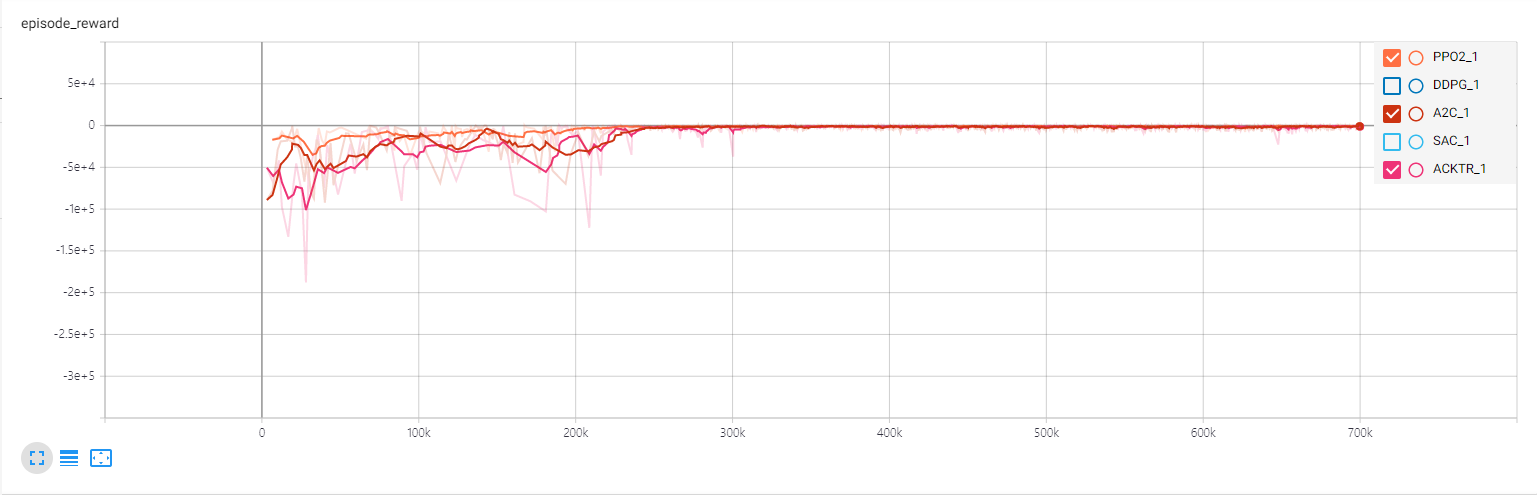 episode_reward
5e+4
0
-5e+4
-1e+5
-1.5e+5
-2e+5
-2.5e+5
-3e+5
0 100k 200k 300k 400k 500k 600k 700k
PPO2_1
DDPG_1
A2C_1
SAC_1
ACKTR_1